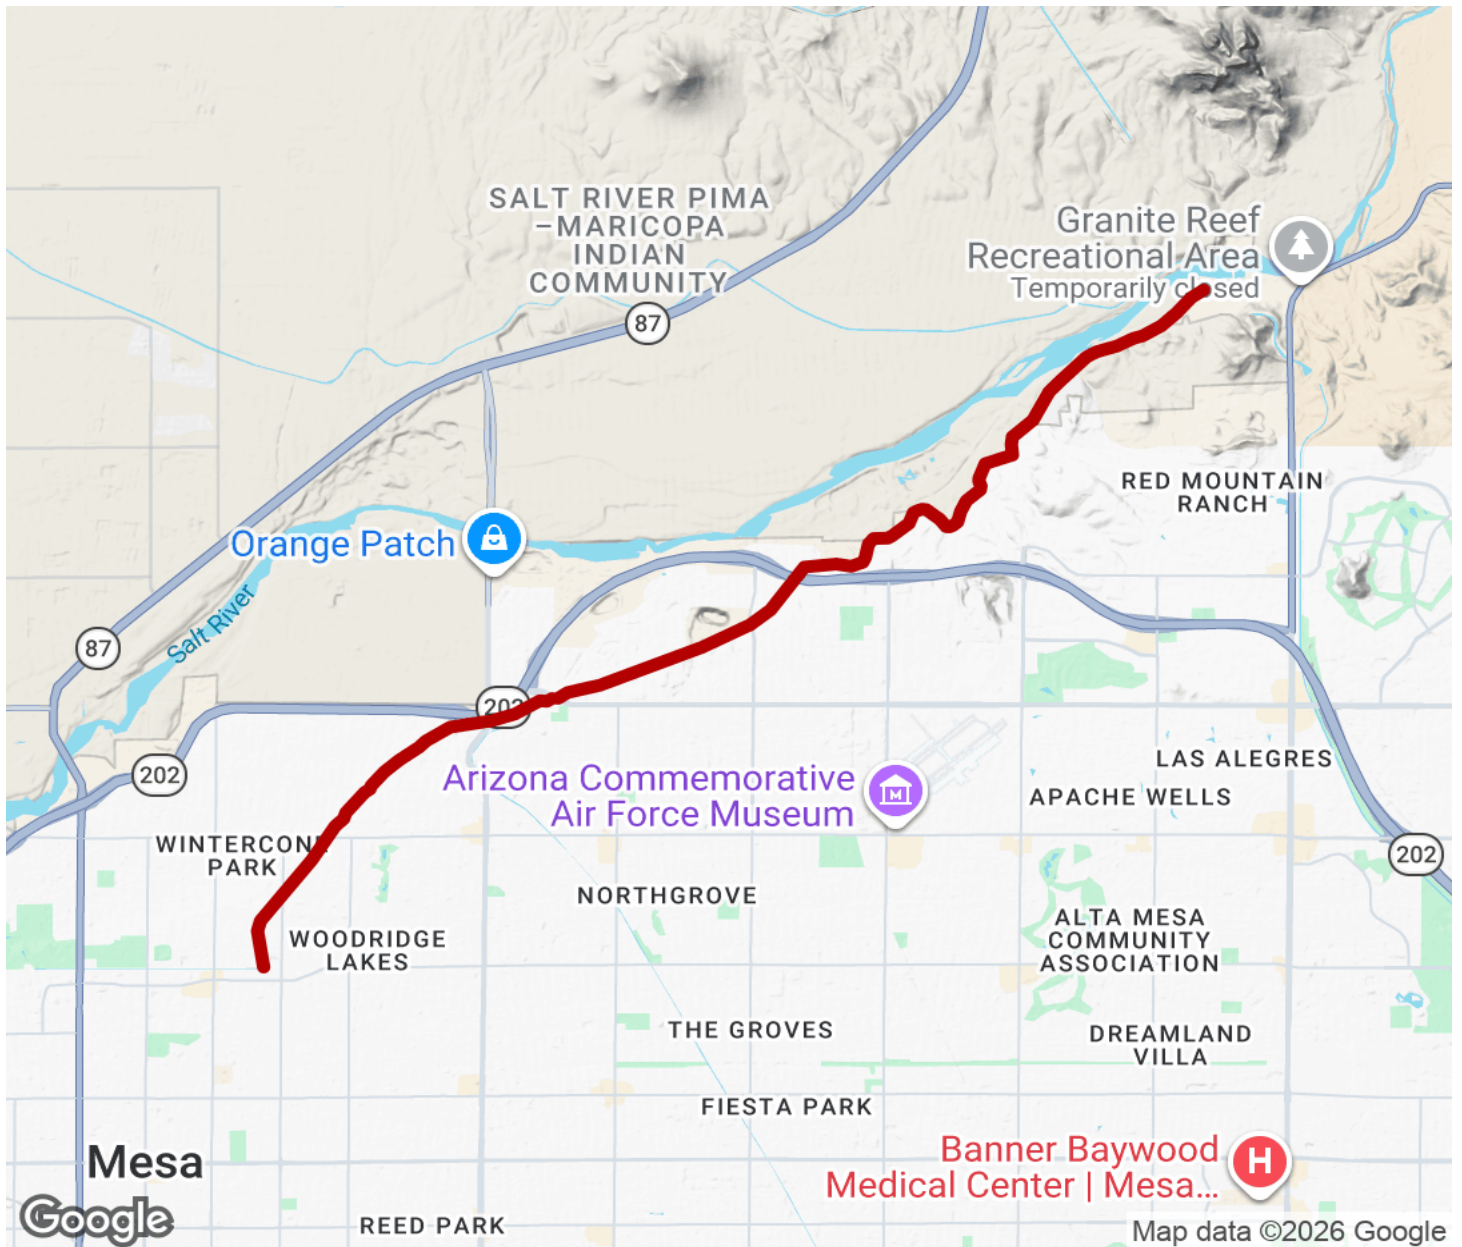 SALT RIVER PIMA
–MARICOPA
INDIAN
COMMUNITY
Granite Reef
Recreational Area
Temporarily closed
87
RED MOUNTAIN
RANCH
Orange Patch
Salt River
87
202
202
LAS ALEGRES
Arizona Commemorative
Air Force Museum
APACHE WELLS
WINTERCONE
PARK
202
NORTHGROVE
ALTA MESA
COMMUNITY
ASSOCIATION
WOODRIDGE
LAKES
THE GROVES
DREAMLAND
VILLA
FIESTA PARK
Mesa
Banner Baywood
Medical Center | Mesa...
Google
REED PARK
Map data ©2026 Google